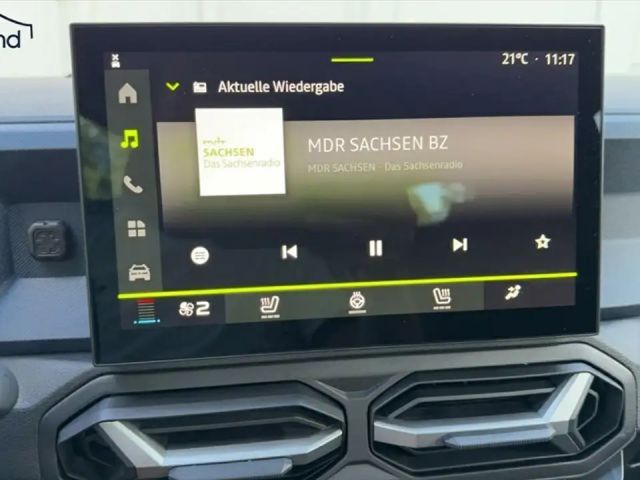 nd
21°C · 11:17
Aktuelle Wiedergabe
mdr
SACHSEN
Das Sachsenradio
MDR SACHSEN BZ
MDR SACHSEN - Das Sachsenradio
2